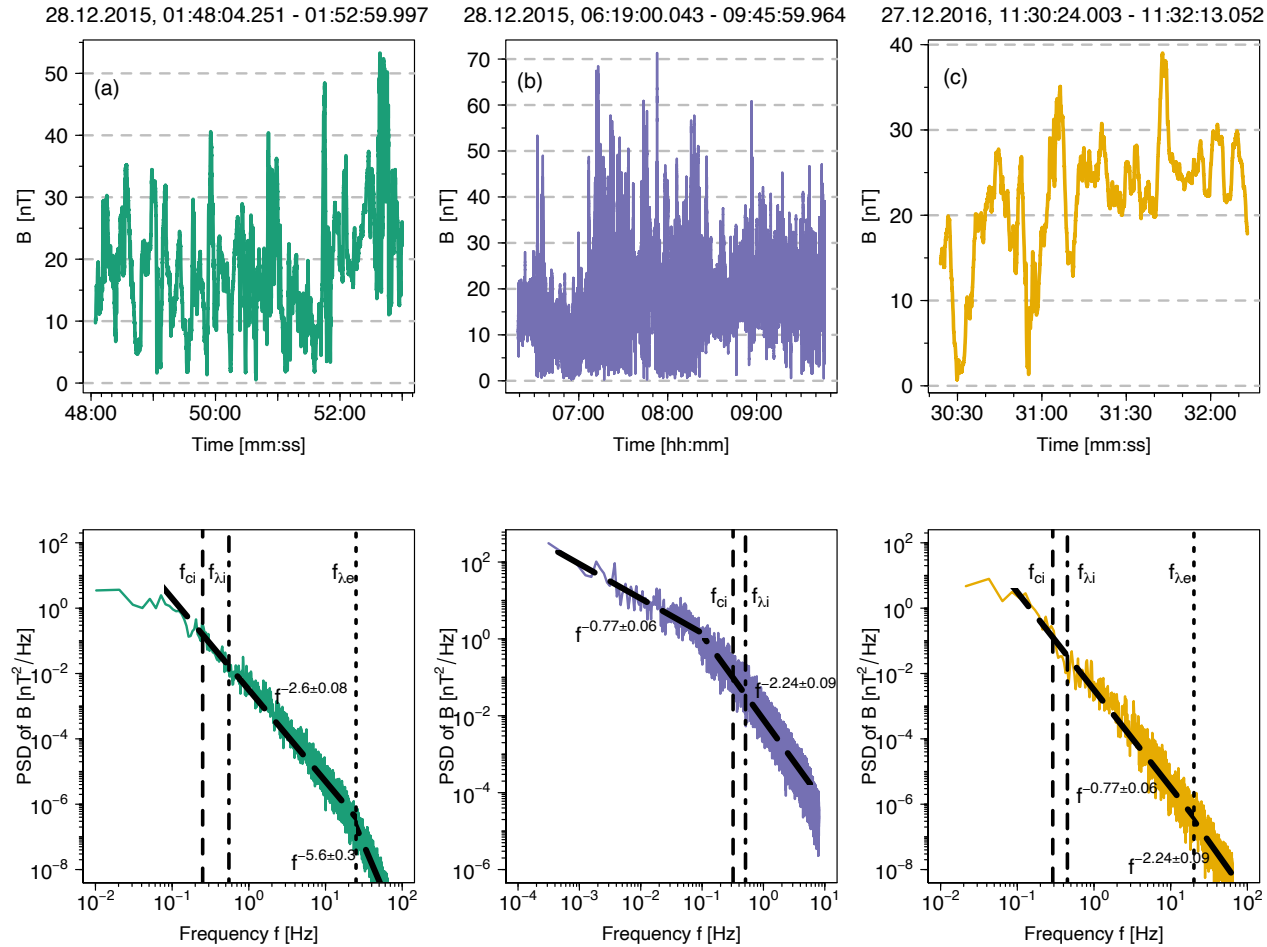 28.12.2015, 01:48:04.251 - 01:52:59.997
28.12.2015, 06:19:00.043 - 09:45:59.964
27.12.2016, 11:30:24.003 - 11:32:13.052
(a)
B [nT]
50
40
30
20
10
0
48:00 50:00 52:00
Time [mm:ss]
(b)
B [nT]
70
60
50
40
30
20
10
0
07:00 08:00 09:00
Time [hh:mm]
(c)
B [nT]
40
30
20
10
0
30:30 31:00 31:30 32:00
Time [mm:ss]
PSD of B [nT²/Hz]
10²
10⁰
10⁻²
10⁻⁴
10⁻⁶
10⁻⁸
f_ci f_λi f_λe
f^−2.6±0.08
f^−5.6±0.3
10⁻² 10⁻¹ 10⁰ 10¹ 10²
Frequency f [Hz]
PSD of B [nT²/Hz]
10²
10⁰
10⁻²
10⁻⁴
10⁻⁶
f_ci f_λi
f^−0.77±0.06
f^−2.24±0.09
10⁻⁴ 10⁻³ 10⁻² 10⁻¹ 10⁰ 10¹
Frequency f [Hz]
PSD of B [nT²/Hz]
10²
10⁰
10⁻²
10⁻⁴
10⁻⁶
10⁻⁸
f_ci f_λi f_λe
f^−0.77±0.06
f^−2.24±0.09
10⁻² 10⁻¹ 10⁰ 10¹ 10²
Frequency f [Hz]